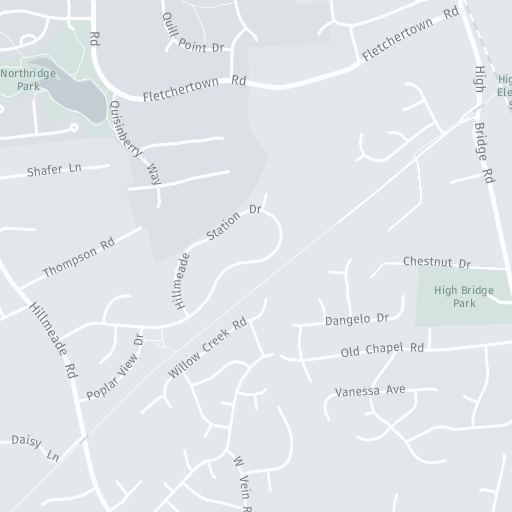 Quill Point Dr
Fletchertown Rd
Rd
Northridge
Park
Fletchertown Rd
High Bridge Rd
Quisinberry Way
Shafer Ln
Station Dr
Thompson Rd
Hillmeade
Chestnut Dr
High Bridge
Park
Hillmeade Rd
Willow Creek Rd
Dangelo Dr
Poplar View Dr
Old Chapel Rd
Vanessa Ave
Daisy Ln
W Vein R